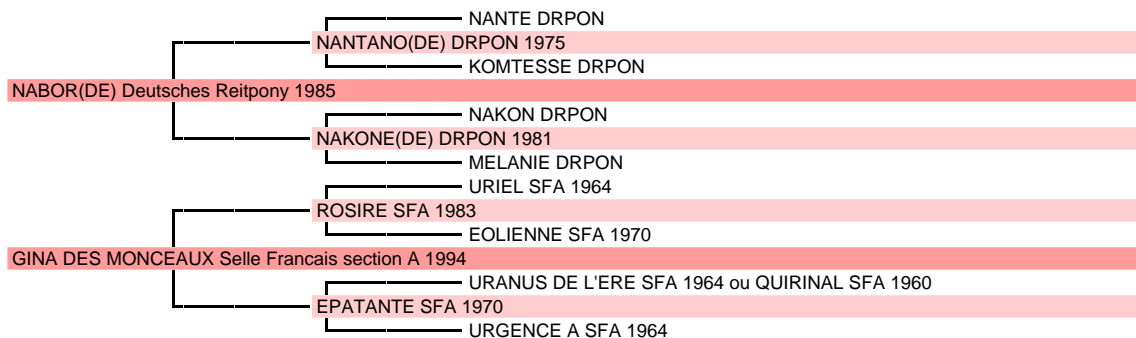 NANTE DRPON
NANTANO(DE) DRPON 1975
KOMTESSE DRPON
NABOR(DE) Deutsches Reitpony 1985
NAKON DRPON
NAKONE(DE) DRPON 1981
MELANIE DRPON
URIEL SFA 1964
ROSIRE SFA 1983
EOLIENNE SFA 1970
GINA DES MONCEAUX Selle Francais section A 1994
URANUS DE L'ERE SFA 1964 ou QUIRINAL SFA 1960
EPATANTE SFA 1970
URGENCE A SFA 1964